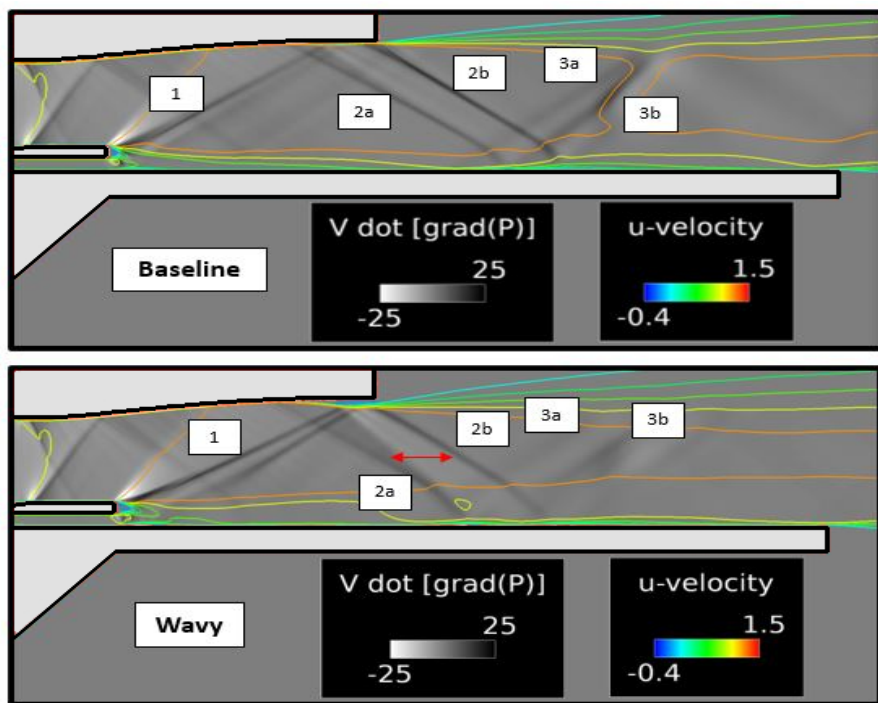 1
2a
2b
3a
3b
Baseline
V dot [grad(P)]
25
-25
u-velocity
1.5
-0.4
1
2a
2b
3a
3b
Wavy
V dot [grad(P)]
25
-25
u-velocity
1.5
-0.4